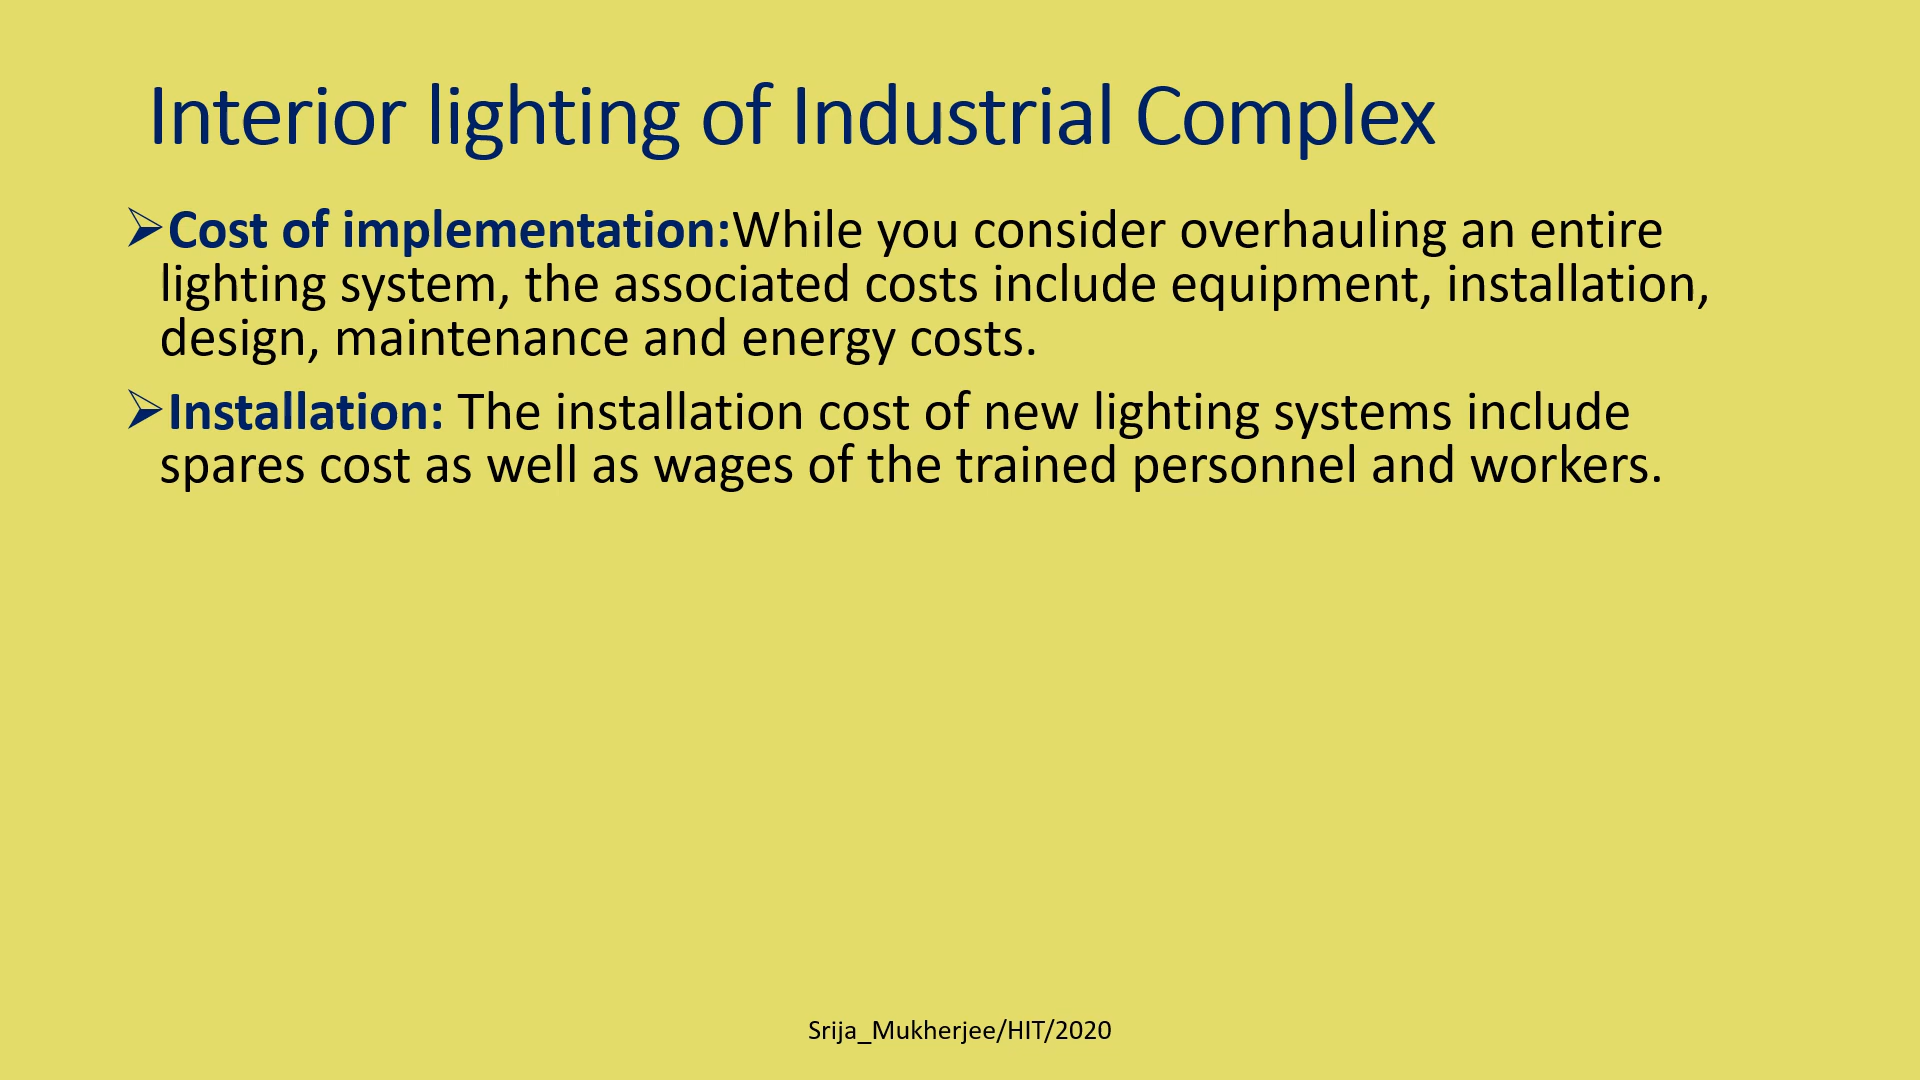 Interior lighting of Industrial Complex
➢Cost of implementation:While you consider overhauling an entire
lighting system, the associated costs include equipment, installation,
design, maintenance and energy costs.
➢Installation: The installation cost of new lighting systems include
spares cost as well as wages of the trained personnel and workers.
Srija_Mukherjee/HIT/2020